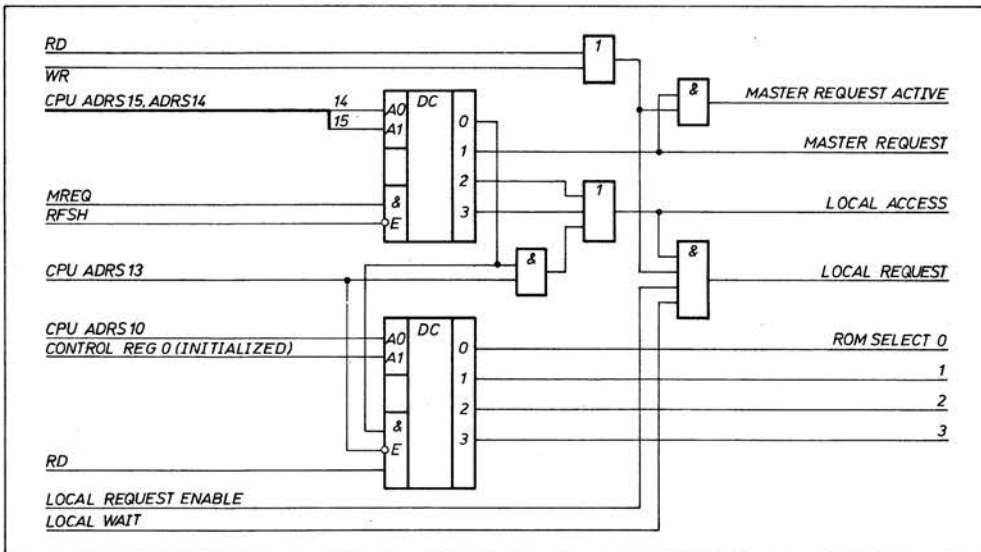 RD
1
WR
CPU ADRS15, ADRS14
14
A0
DC
0
&
MASTER REQUEST ACTIVE
15
A1
1
MASTER REQUEST
2
1
MREQ
&
3
LOCAL ACCESS
RFSH
E
&
&
CPU ADRS13
LOCAL REQUEST
CPU ADRS10
A0
DC
0
ROM SELECT 0
CONTROL REG 0 (INITIALIZED)
A1
1
1
2
2
&
3
3
E
RD
LOCAL REQUEST ENABLE
LOCAL WAIT